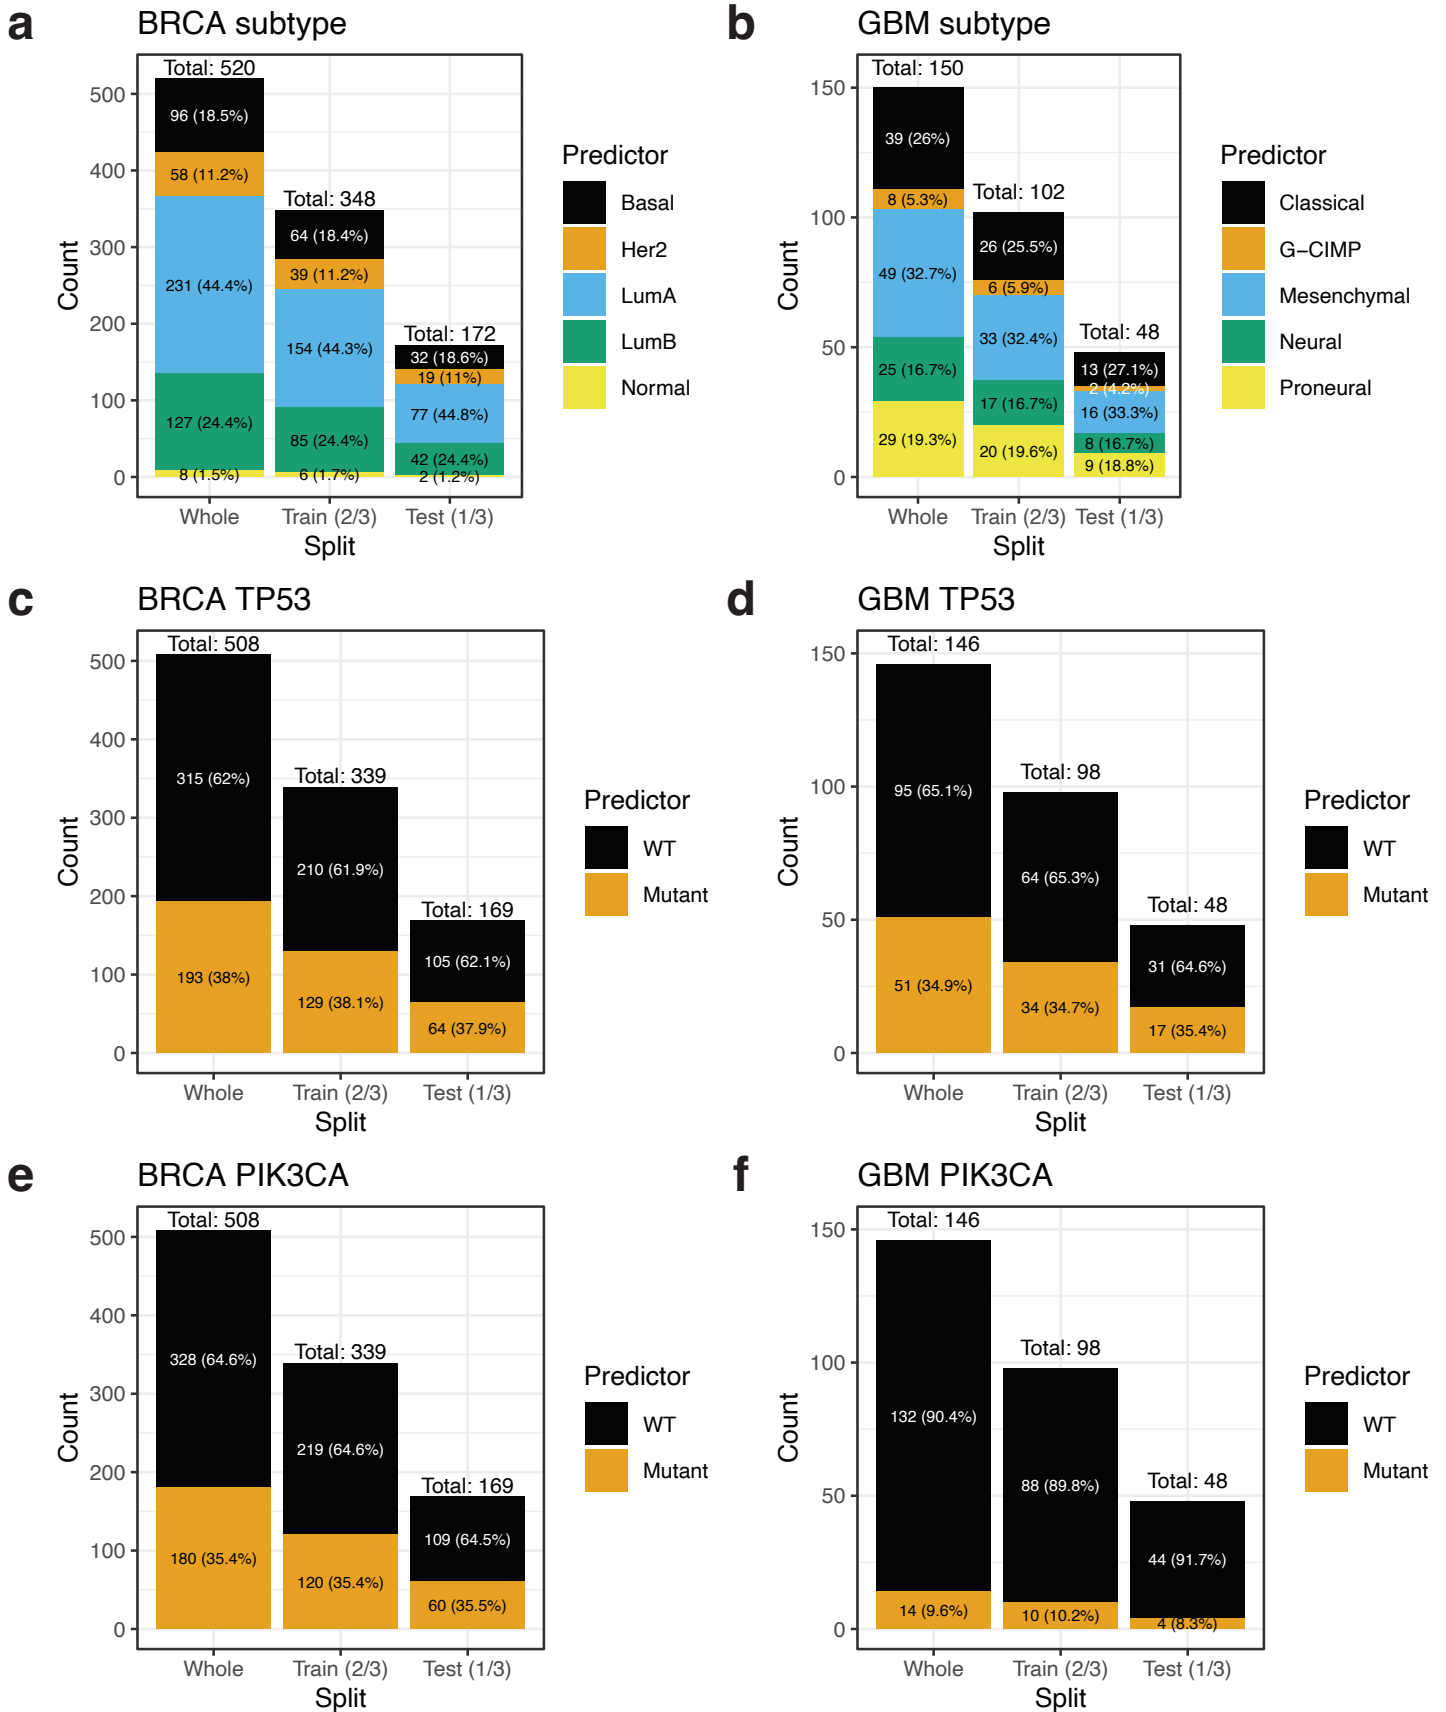 a
BRCA subtype
Total: 520
500
96 (18.5%)
58 (11.2%)
400
Total: 348
64 (18.4%)
300
39 (11.2%)
231 (44.4%)
Count
200
154 (44.3%)
Total: 172
32 (18.6%)
19 (11%)
100
77 (44.8%)
127 (24.4%)
85 (24.4%)
42 (24.4%)
0
8 (1.5%)
6 (1.7%)
2 (1.2%)
Whole
Train (2/3)
Test (1/3)
Split
Predictor
Basal
Her2
LumA
LumB
Normal
b
GBM subtype
Total: 150
150
39 (26%)
8 (5.3%)
Total: 102
100
26 (25.5%)
49 (32.7%)
6 (5.9%)
Count
33 (32.4%)
Total: 48
50
25 (16.7%)
13 (27.1%)
2 (4.2%)
17 (16.7%)
16 (33.3%)
29 (19.3%)
20 (19.6%)
8 (16.7%)
9 (18.8%)
0
Whole
Train (2/3)
Test (1/3)
Split
Predictor
Classical
G−CIMP
Mesenchymal
Neural
Proneural
c
BRCA TP53
Total: 508
500
400
315 (62%)
Total: 339
300
210 (61.9%)
Count
200
Total: 169
105 (62.1%)
193 (38%)
100
129 (38.1%)
64 (37.9%)
0
Whole
Train (2/3)
Test (1/3)
Split
Predictor
WT
Mutant
d
GBM TP53
Total: 146
150
95 (65.1%)
Total: 98
100
64 (65.3%)
Count
Total: 48
50
31 (64.6%)
51 (34.9%)
34 (34.7%)
17 (35.4%)
0
Whole
Train (2/3)
Test (1/3)
Split
Predictor
WT
Mutant
e
BRCA PIK3CA
Total: 508
500
400
328 (64.6%)
Total: 339
300
219 (64.6%)
Count
200
Total: 169
109 (64.5%)
180 (35.4%)
100
120 (35.4%)
60 (35.5%)
0
Whole
Train (2/3)
Test (1/3)
Split
Predictor
WT
Mutant
f
GBM PIK3CA
Total: 146
150
132 (90.4%)
Total: 98
100
88 (89.8%)
Count
Total: 48
50
44 (91.7%)
14 (9.6%)
10 (10.2%)
4 (8.3%)
0
Whole
Train (2/3)
Test (1/3)
Split
Predictor
WT
Mutant